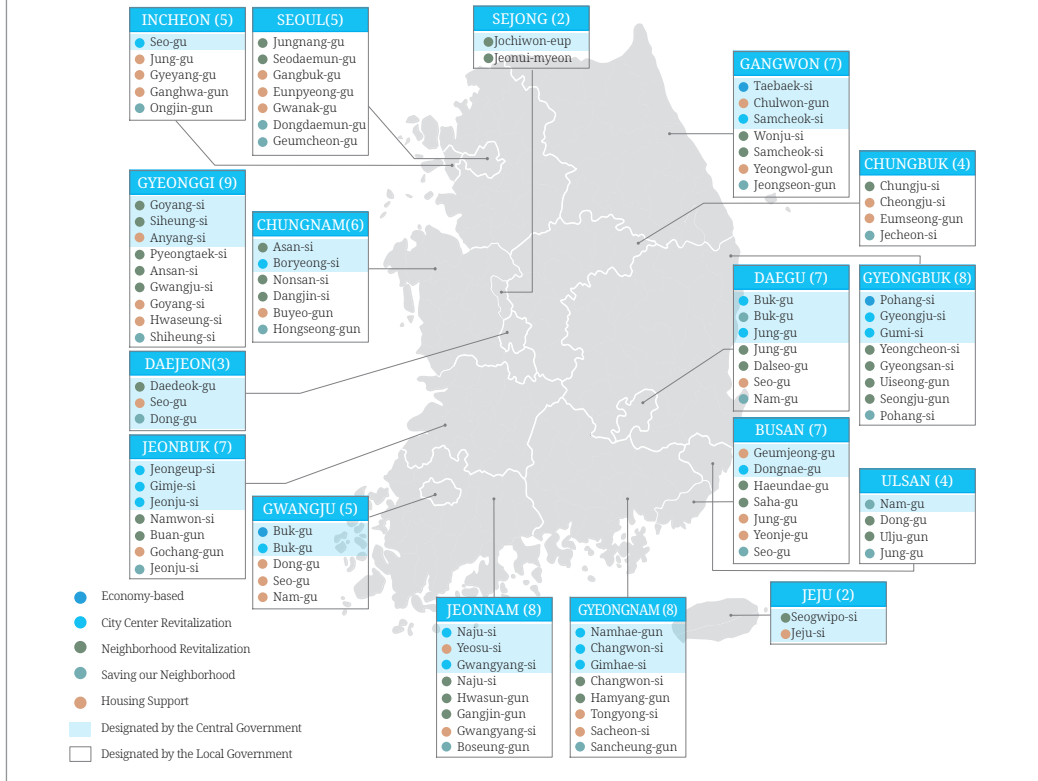 INCHEON (5)
Seo-gu
Jung-gu
Gyeyang-gu
Ganghwa-gun
Ongjin-gun
SEOUL(5)
Jungnang-gu
Seodaemun-gu
Gangbuk-gu
Eunpyeong-gu
Gwanak-gu
Dongdaemun-gu
Geumcheon-gu
SEJONG (2)
Jochiwon-eup
Jeonui-myeon
GANGWON (7)
Taebaek-si
Chulwon-gun
Samcheok-si
Wonju-si
Samcheok-si
Yeongwol-gun
Jeongseon-gun
CHUNGBUK (4)
Chungju-si
Cheongju-si
Eumseong-gun
Jecheon-si
GYEONGGI (9)
Goyang-si
Siheung-si
Anyang-si
Pyeongtaek-si
Ansan-si
Gwangju-si
Goyang-si
Hwaseung-si
Shiheung-si
CHUNGNAM(6)
Asan-si
Boryeong-si
Nonsan-si
Dangjin-si
Buyeo-gun
Hongseong-gun
DAEGU (7)
Buk-gu
Buk-gu
Jung-gu
Jung-gu
Dalseo-gu
Seo-gu
Nam-gu
GYEONGBUK (8)
Pohang-si
Gyeongju-si
Gumi-si
Yeongcheon-si
Gyeongsan-si
Uiseong-gun
Seongju-gun
Pohang-si
DAEJEON(3)
Daedeok-gu
Seo-gu
Dong-gu
JEONBUK (7)
Jeongeup-si
Gimje-si
Jeonju-si
Namwon-si
Buan-gun
Gochang-gun
Jeonju-si
GWANGJU (5)
Buk-gu
Buk-gu
Dong-gu
Seo-gu
Nam-gu
BUSAN (7)
Geumjeong-gu
Dongnae-gu
Haeundae-gu
Saha-gu
Jung-gu
Yeonje-gu
Seo-gu
ULSAN (4)
Nam-gu
Dong-gu
Ulju-gun
Jung-gu
JEONNAM (8)
Naju-si
Yeosu-si
Gwangyang-si
Naju-si
Hwasun-gun
Gangjin-gun
Gwangyang-si
Boseung-gun
GYEONGNAM (8)
Namhae-gun
Changwon-si
Gimhae-si
Changwon-si
Hamyang-gun
Tongyong-si
Sacheon-si
Sancheung-gun
JEJU (2)
Seogwipo-si
Jeju-si
Economy-based
City Center Revitalization
Neighborhood Revitalization
Saving our Neighborhood
Housing Support
Designated by the Central Government
Designated by the Local Government